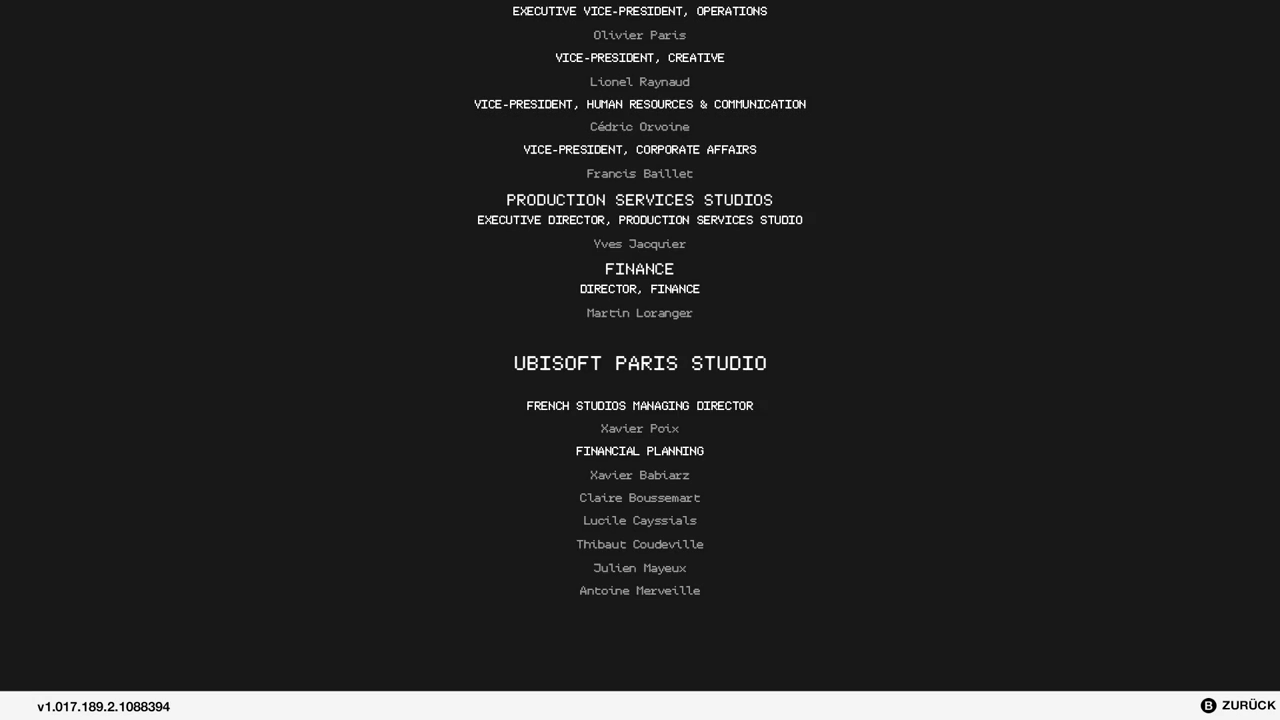 EXECUTIVE VICE-PRESIDENT, OPERATIONS
Olivier Paris
VICE-PRESIDENT, CREATIVE
Lionel Raynaud
VICE-PRESIDENT, HUMAN RESOURCES & COMMUNICATION
Cédric Orvoine
VICE-PRESIDENT, CORPORATE AFFAIRS
Francis Baillet
PRODUCTION SERVICES STUDIOS
EXECUTIVE DIRECTOR, PRODUCTION SERVICES STUDIO
Yves Jacquier
FINANCE
DIRECTOR, FINANCE
Martin Loranger
UBISOFT PARIS STUDIO
FRENCH STUDIOS MANAGING DIRECTOR
Xavier Poix
FINANCIAL PLANNING
Xavier Babiarz
Claire Boussemart
Lucile Cayssials
Thibaut Coudeville
Julien Mayeux
Antoine Merveille
v1.017.189.2.1088394
B ZURÜCK